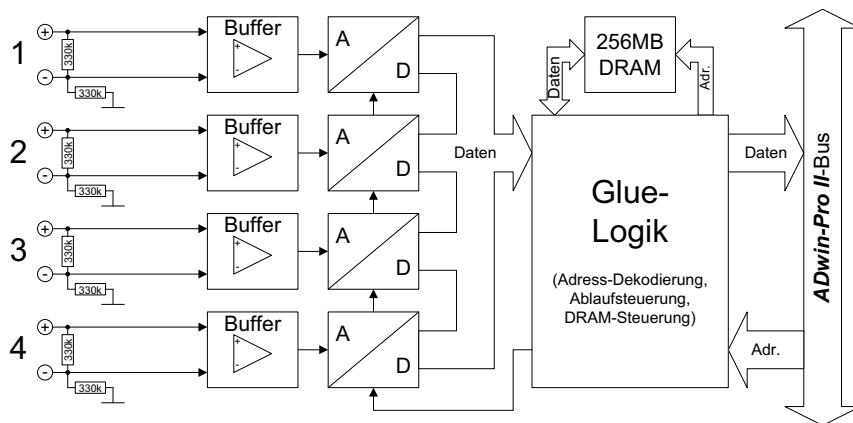 1
+
-
330k
330k
Buffer
+
-
A
D
2
+
-
330k
330k
Buffer
+
-
A
D
3
+
-
330k
330k
Buffer
+
-
A
D
4
+
-
330k
330k
Buffer
+
-
A
D
Daten
Daten
256MB
DRAM
Adr.
Glue-
Logik
(Adress-Dekodierung,
Ablaufsteuerung,
DRAM-Steuerung)
Daten
Adr.
ADwin-Pro II-Bus